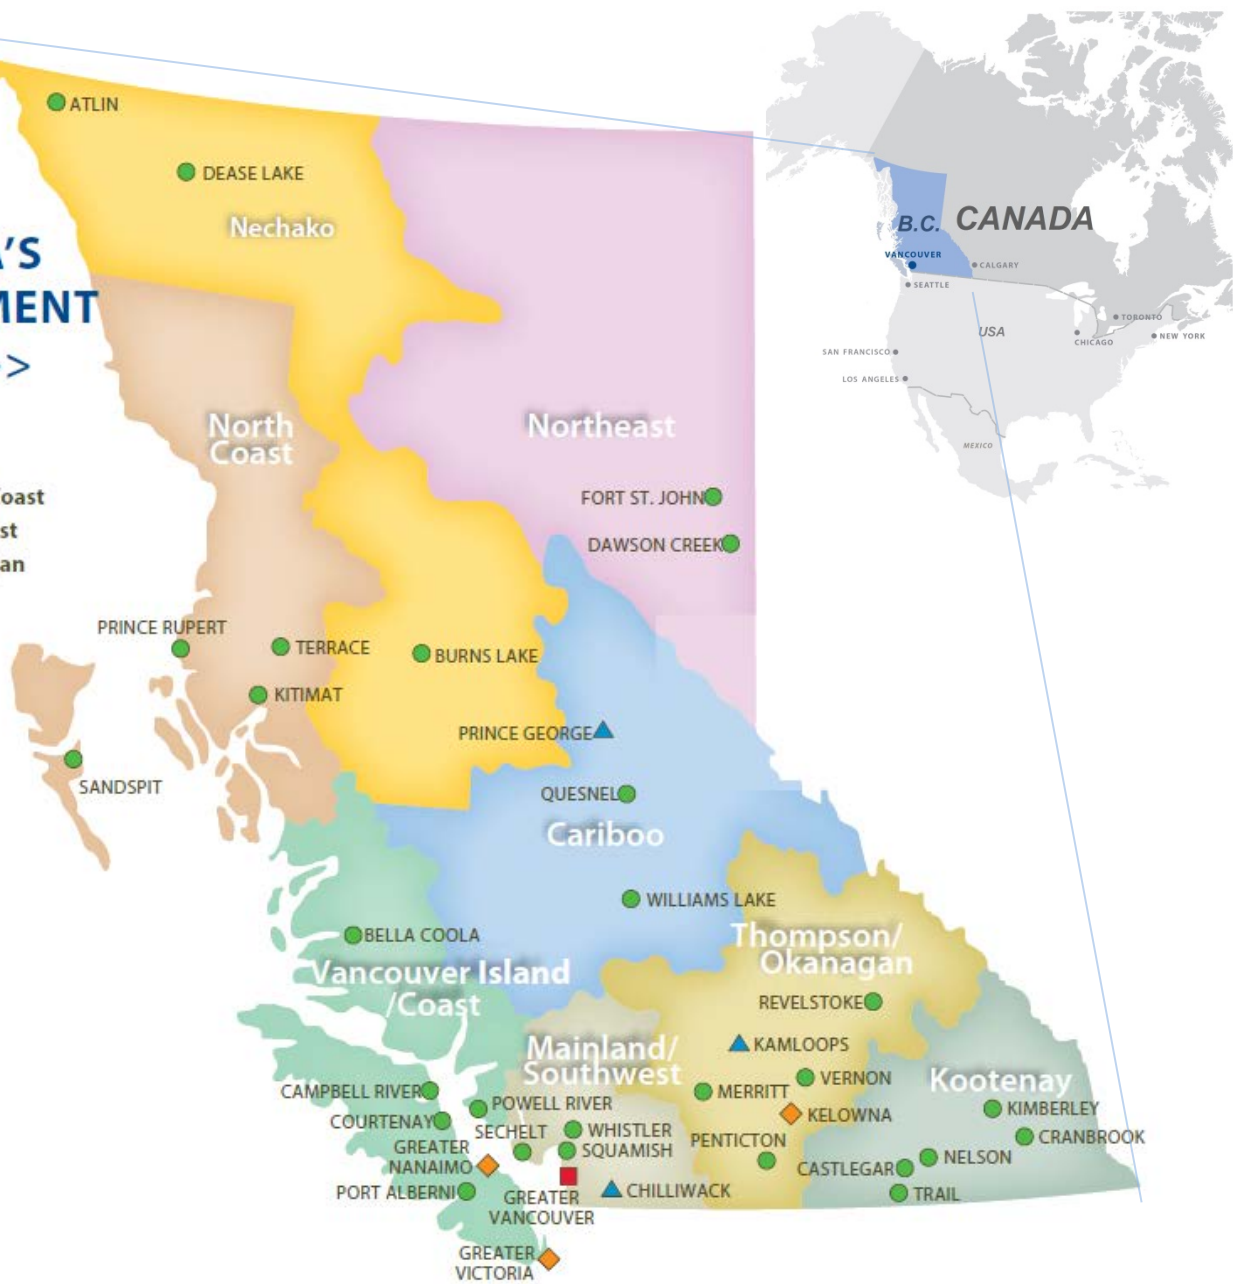 ATLIN
DEASE LAKE
Nechako
'S
MENT
>
North
Coast
Northeast
oast
st
an
FORT ST. JOHN
DAWSON CREEK
PRINCE RUPERT
TERRACE
BURNS LAKE
KITIMAT
PRINCE GEORGE
SANDSPIT
QUESNEL
Cariboo
WILLIAMS LAKE
BELLA COOLA
Thompson/
Okanagan
Vancouver Island
/Coast
REVELSTOKE
Mainland/
Southwest
KAMLOOPS
VERNON
Kootenay
CAMPBELL RIVER
MERRITT
POWELL RIVER
KELOWNA
KIMBERLEY
COURTENAY
SECHELT
WHISTLER
PENTICTON
CRANBROOK
GREATER
NANAIMO
SQUAMISH
CASTLEGAR
NELSON
PORT ALBERNI
GREATER
VANCOUVER
CHILLIWACK
TRAIL
GREATER
VICTORIA
B.C.
CANADA
VANCOUVER
CALGARY
SEATTLE
TORONTO
USA
CHICAGO
NEW YORK
SAN FRANCISCO
LOS ANGELES
MEXICO